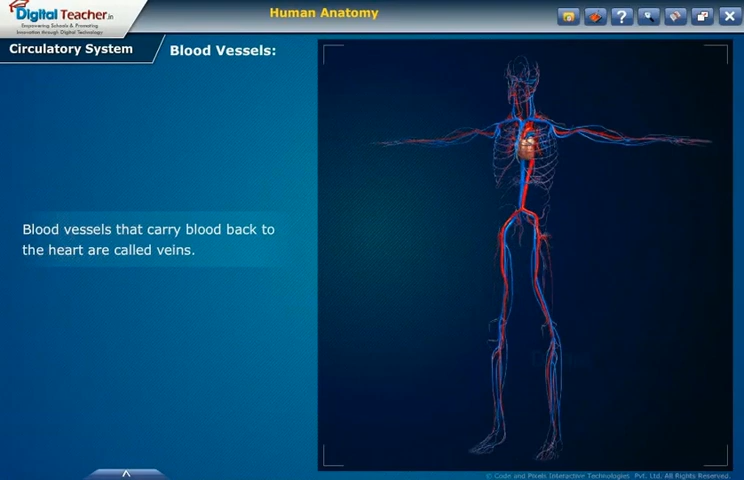 Digital Teacher.in
Empowering Schools & Promoting
Innovation through Digital Technology
Human Anatomy
Circulatory System
Blood Vessels:
Blood vessels that carry blood back to
the heart are called veins.
© Code and Pixels Interactive Technologies Pvt. Ltd. All Rights Reserved.